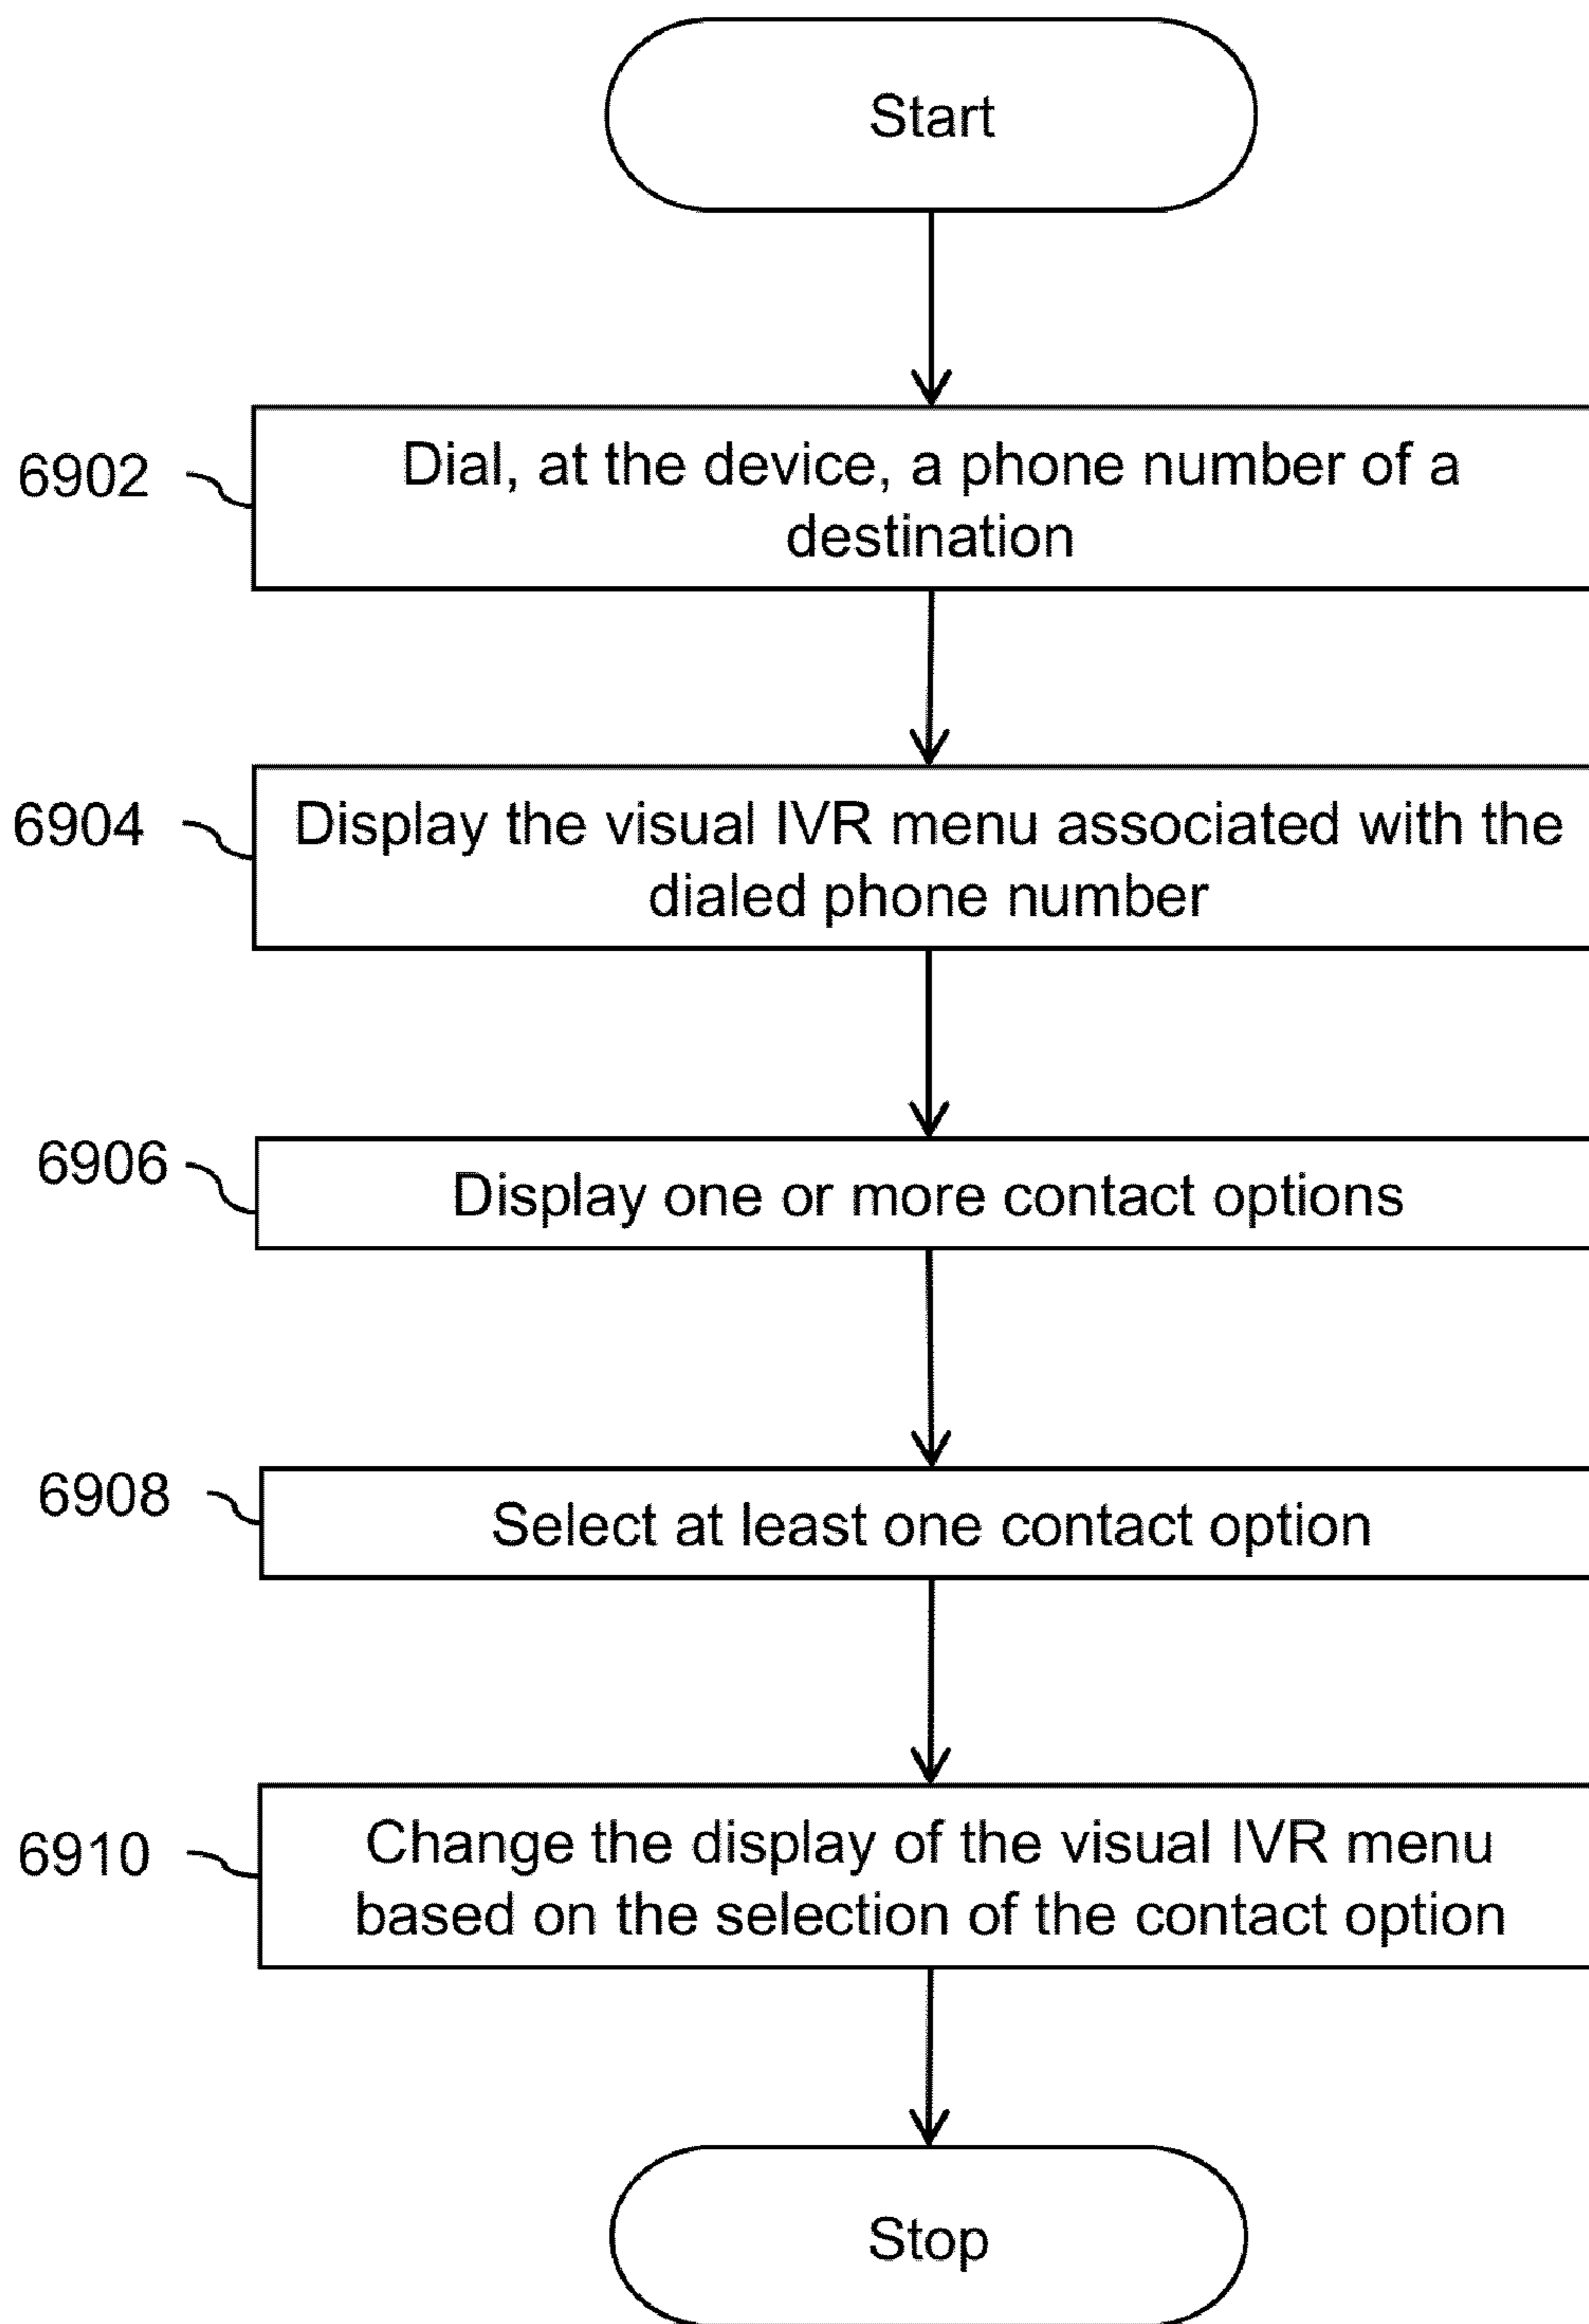 Start
6902
Dial, at the device, a phone number of a
destination
6904
Display the visual IVR menu associated with the
dialed phone number
6906
Display one or more contact options
6908
Select at least one contact option
6910
Change the display of the visual IVR menu
based on the selection of the contact option
Stop